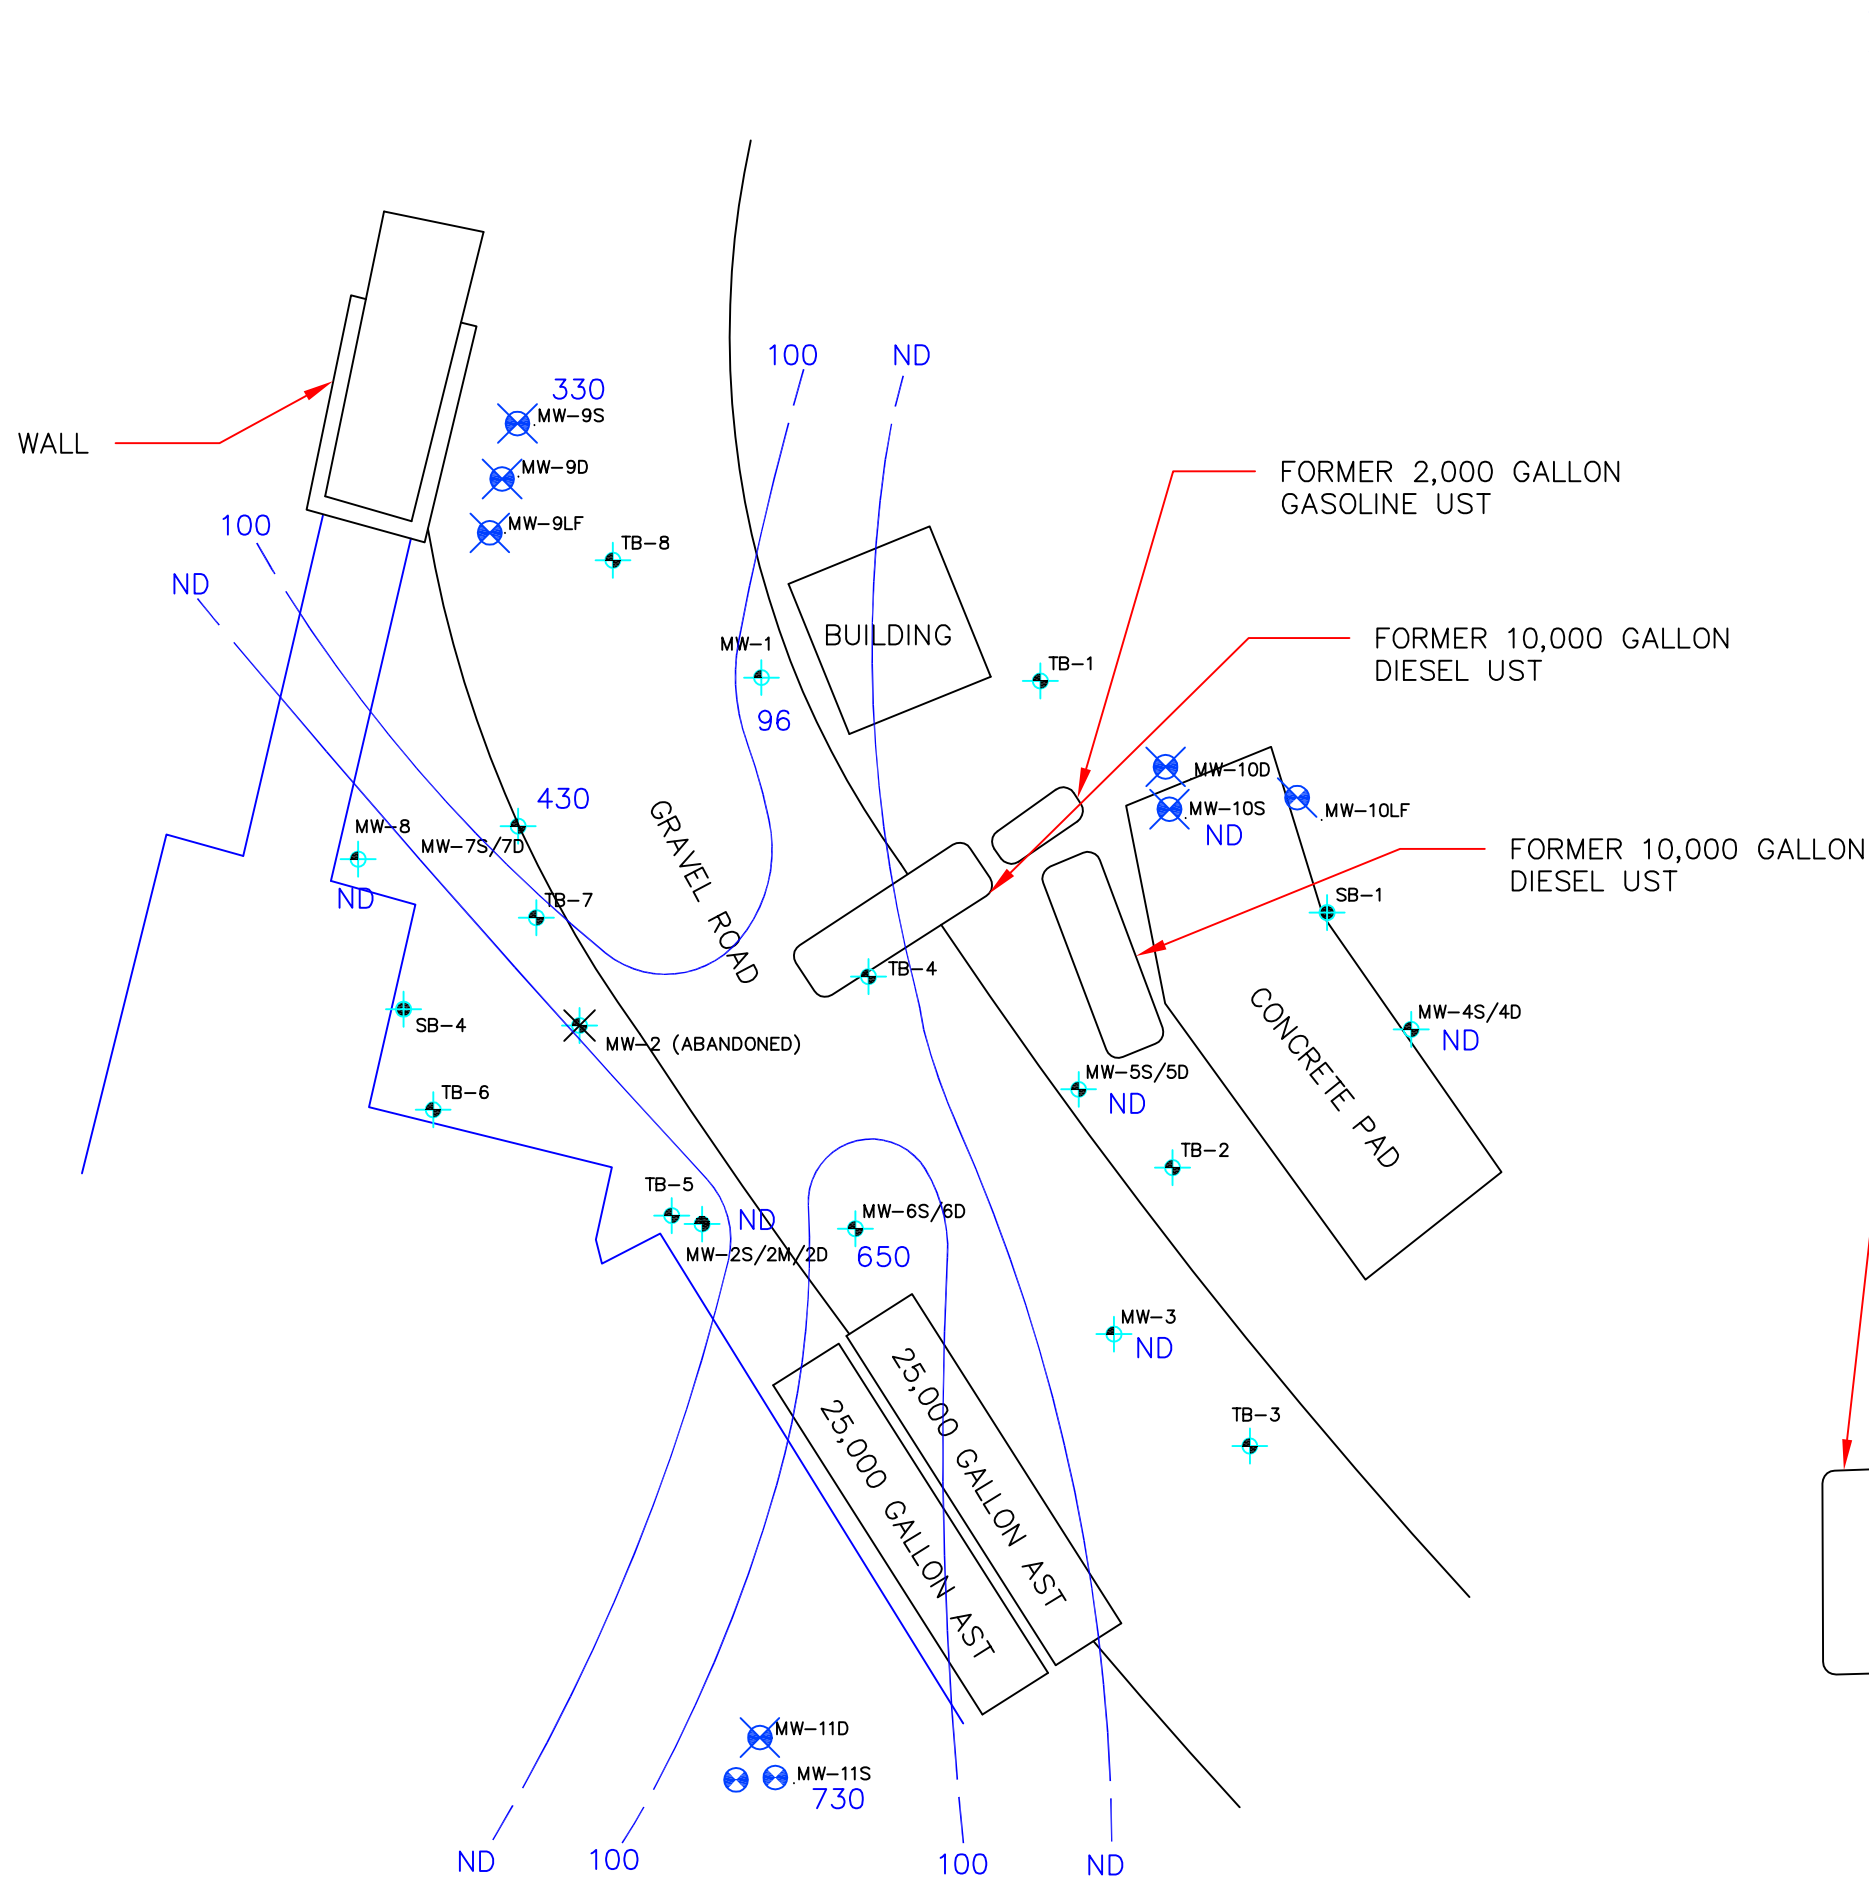 100
ND
330
MW-9S
WALL
MW-9D
FORMER 2,000 GALLON
GASOLINE UST
100
MW-9LF
TB-8
ND
BUILDING
MW-1
FORMER 10,000 GALLON
DIESEL UST
TB-1
96
MW-10D
430
MW-10S
MW-10LF
ND
MW-8
MW-7S/7D
GRAVEL ROAD
FORMER 10,000 GALLON
DIESEL UST
ND
TB-7
SB-1
TB-4
SB-4
MW-2 (ABANDONED)
CONCRETE PAD
MW-4S/4D
ND
MW-5S/5D
ND
TB-6
TB-2
TB-5
ND
MW-2S/2M/2D
MW-6S/6D
650
MW-3
ND
25,000 GALLON AST
25,000 GALLON AST
TB-3
MW-11D
MW-11S
730
ND
100
100
ND